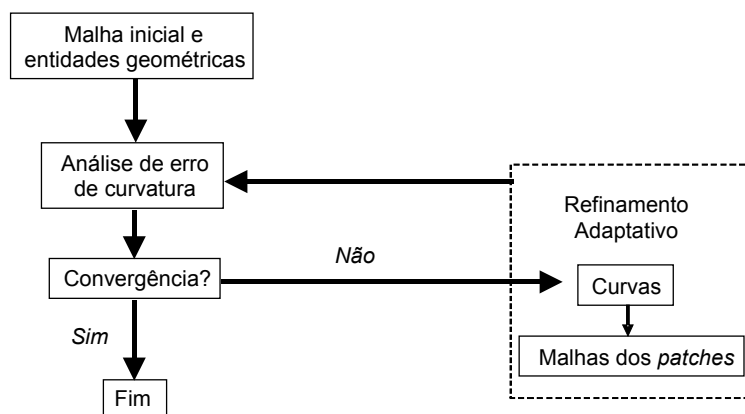 Malha inicial e
entidades geométricas
Análise de erro
de curvatura
Convergência?
Não
Sim
Fim
Refinamento
Adaptativo
Curvas
Malhas dos patches